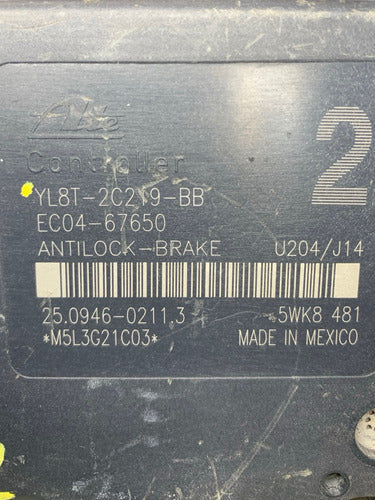 Ate
Controller
2
YL8T-2C219-BB
EC04-67650
ANTILOCK-BRAKE U204/J14
25.0946-0211.3 5WK8 481
*M5L3G21C03* MADE IN MEXICO